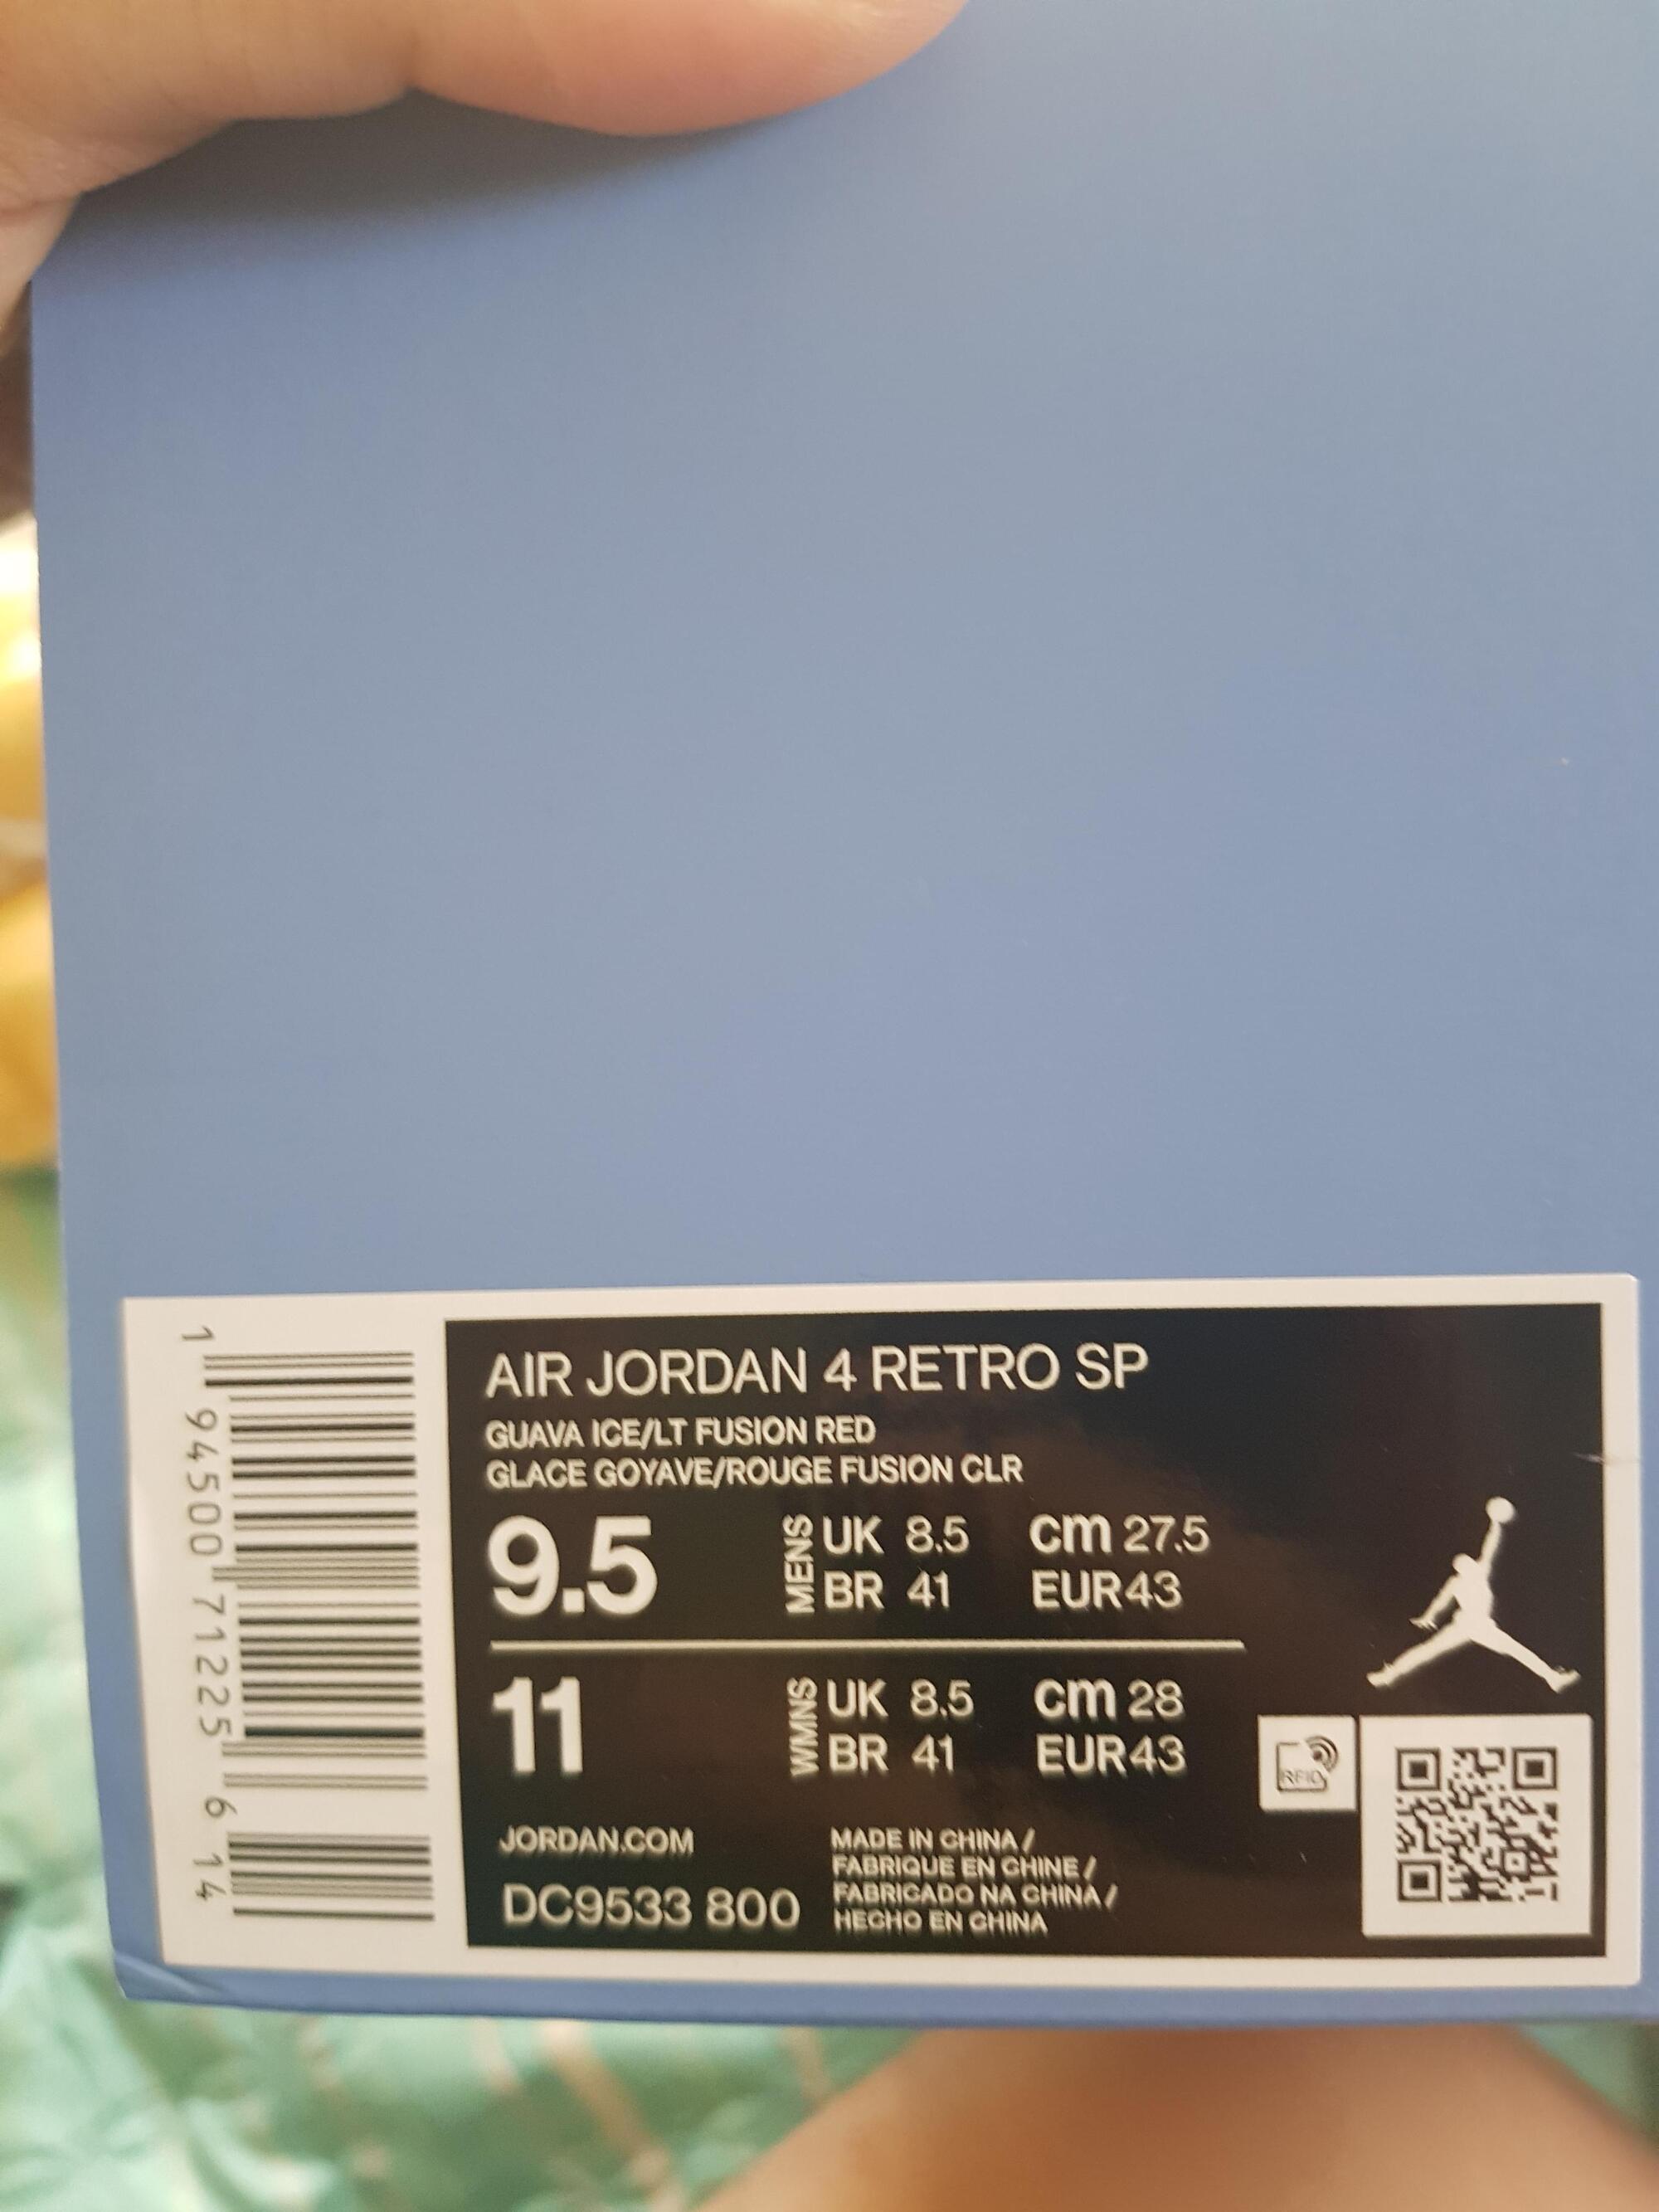 1 94500 71225 6 14
AIR JORDAN 4 RETRO SP
GUAVA ICE/LT FUSION RED
GLACE GOYAVE/ROUGE FUSION CLR
9.5 MENS UK 8.5 cm 27.5
BR 41 EUR43
11 WMNS UK 8.5 cm 28
BR 41 EUR43
RFID
JORDAN.COM
DC9533 800
MADE IN CHINA /
FABRIQUE EN CHINE /
FABRICADO NA CHINA /
HECHO EN CHINA